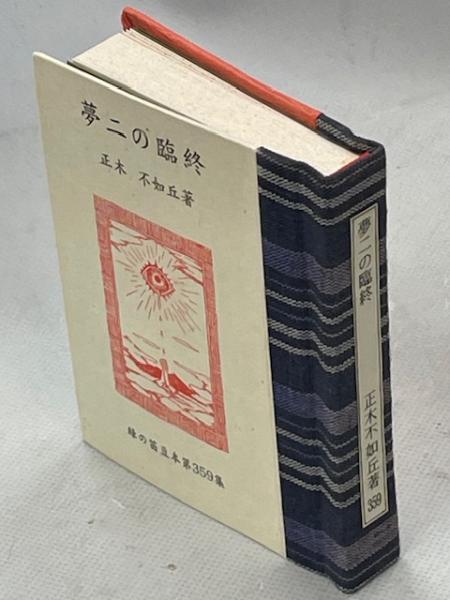 夢二の臨終
正木 不如丘著
緑の笛豆本第359集
夢二の臨終
正木不如丘著
359